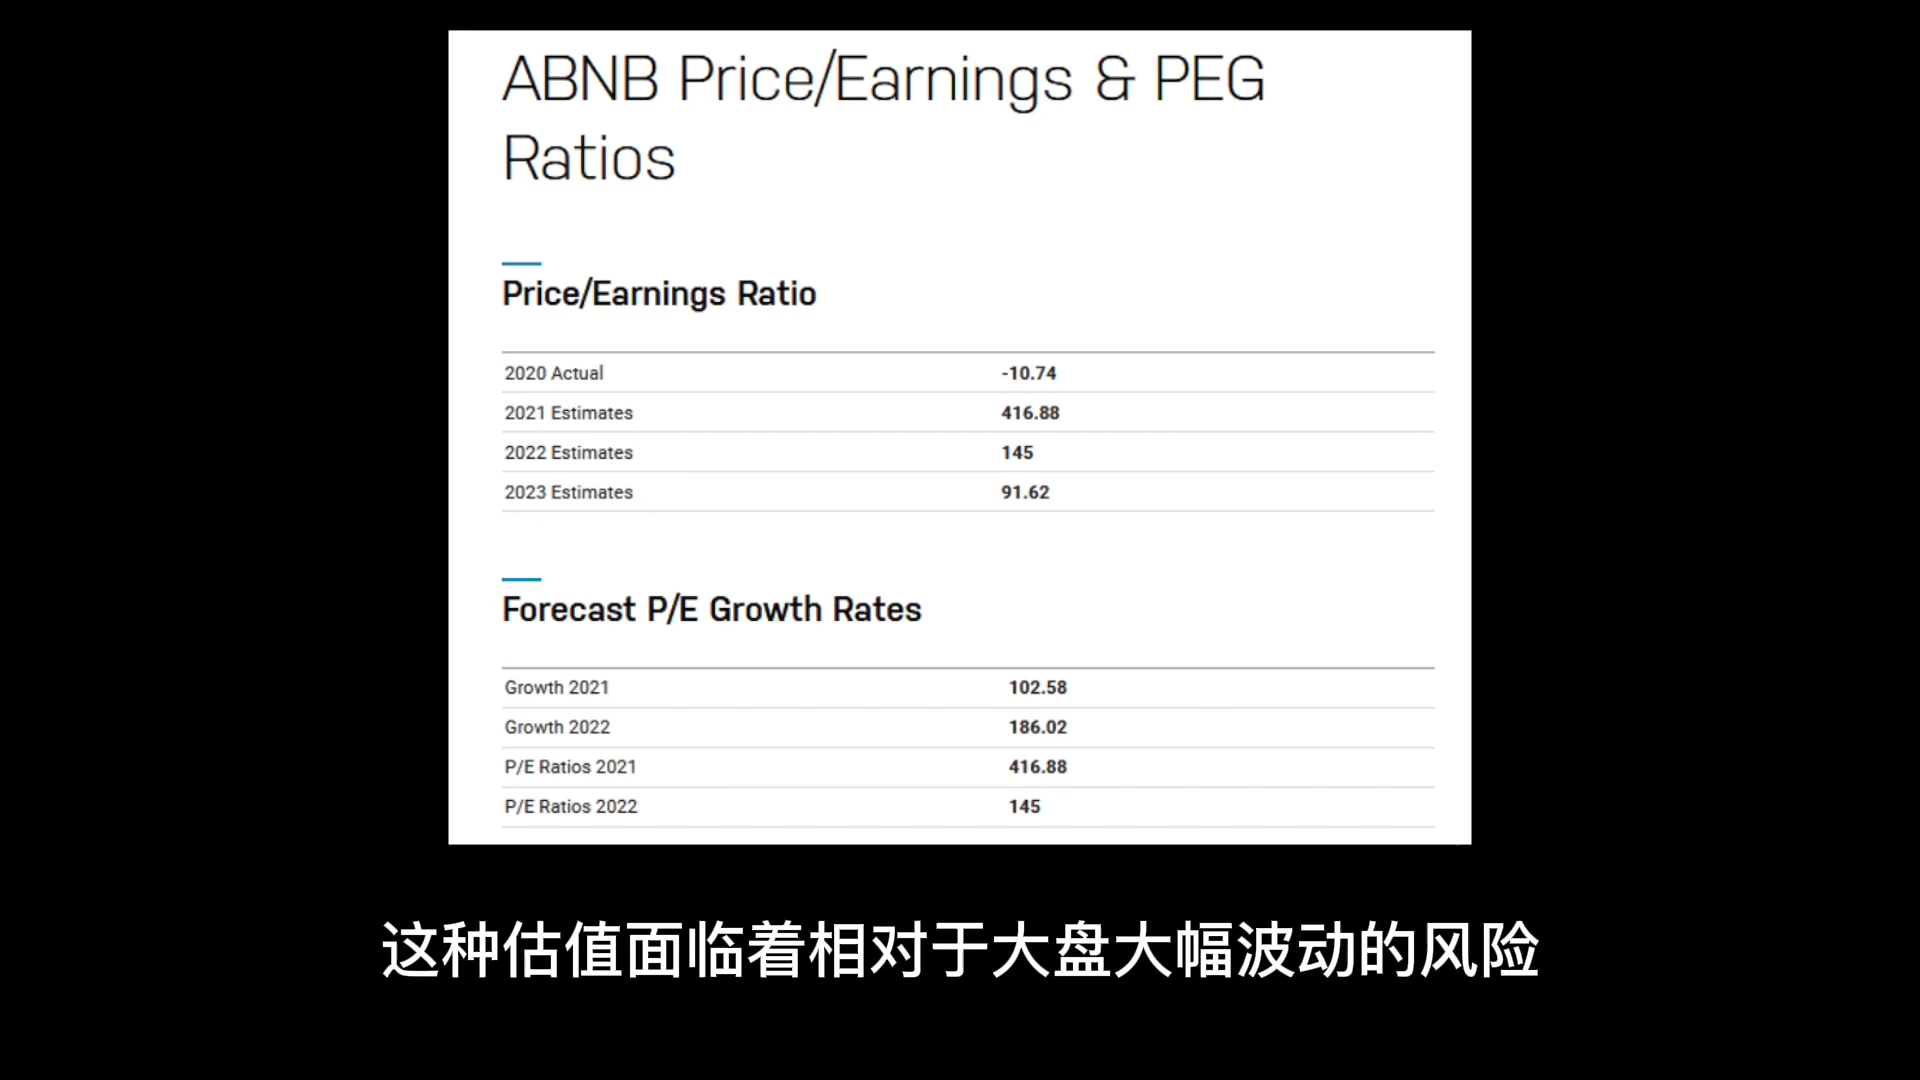 ABNB Price/Earnings & PEG
Ratios
Price/Earnings Ratio
2020 Actual -10.74
2021 Estimates 416.88
2022 Estimates 145
2023 Estimates 91.62
Forecast P/E Growth Rates
Growth 2021 102.58
Growth 2022 186.02
P/E Ratios 2021 416.88
P/E Ratios 2022 145
这种估值面临着相对于大盘大幅波动的风险